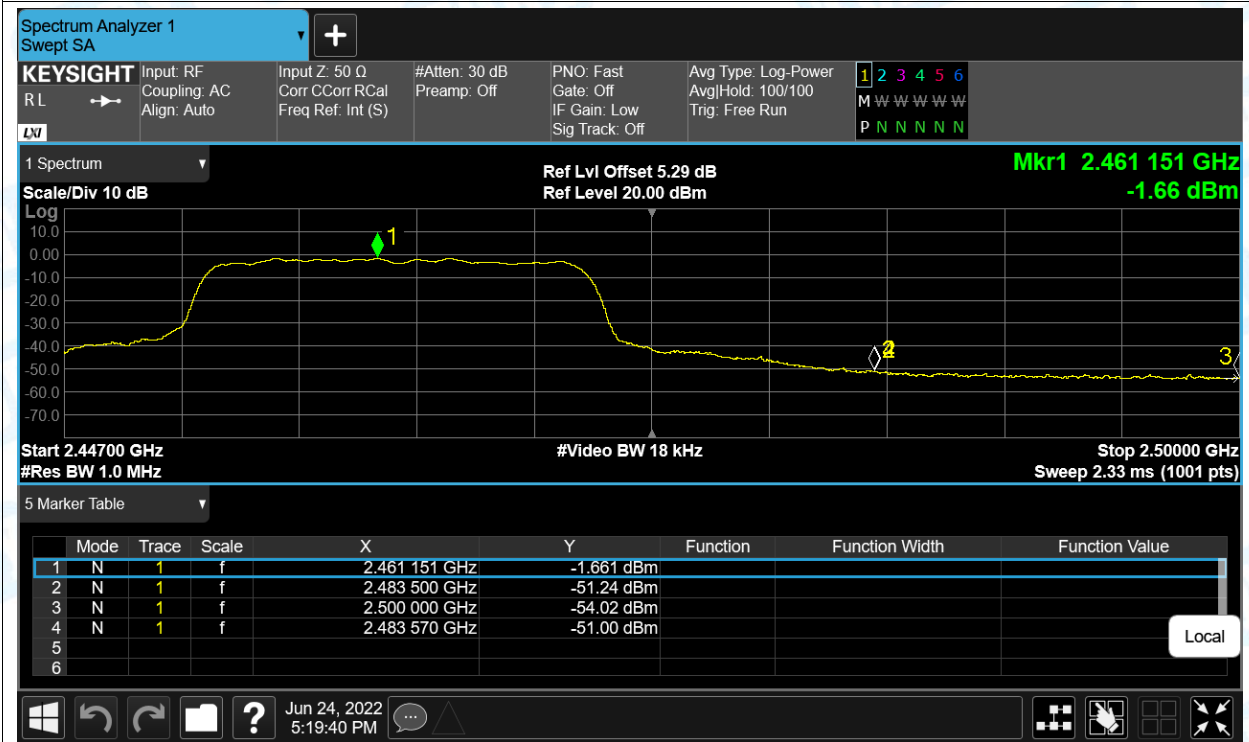 Spectrum Analyzer 1
Swept SA
+
KEYSIGHT
R L
LXI
Input: RF
Coupling: AC
Align: Auto
Input Z: 50 Ω
Corr CCorr RCal
Freq Ref: Int (S)
#Atten: 30 dB
Preamp: Off
PNO: Fast
Gate: Off
IF Gain: Low
Sig Track: Off
Avg Type: Log-Power
Avg|Hold: 100/100
Trig: Free Run
1 2 3 4 5 6
M W W W W W
P N N N N N
1 Spectrum
Scale/Div 10 dB
Ref Lvl Offset 5.29 dB
Ref Level 20.00 dBm
Mkr1 2.461 151 GHz
-1.66 dBm
Log
10.0
0.00
-10.0
-20.0
-30.0
-40.0
-50.0
-60.0
-70.0
1
2
3
Start 2.44700 GHz
#Res BW 1.0 MHz
#Video BW 18 kHz
Stop 2.50000 GHz
Sweep 2.33 ms (1001 pts)
5 Marker Table
Mode Trace Scale X Y Function Function Width Function Value
1 N 1 f 2.461 151 GHz -1.661 dBm
2 N 1 f 2.483 500 GHz -51.24 dBm
3 N 1 f 2.500 000 GHz -54.02 dBm
4 N 1 f 2.483 570 GHz -51.00 dBm
5
6
Local
?
Jun 24, 2022
5:19:40 PM